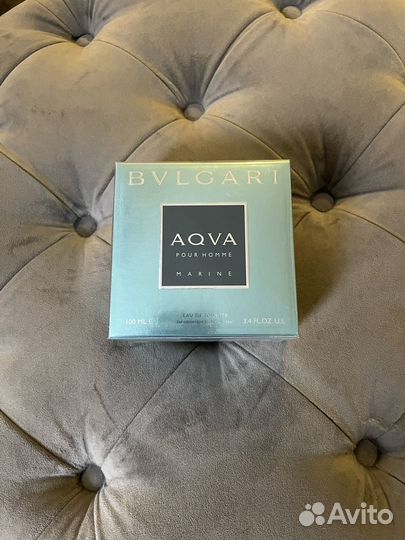 BVLGARI
AQVA
POUR HOMME
MARINE
EAU DE TOILETTE
100 ML ℮ 3.4 FL.OZ. U.S.
Avito